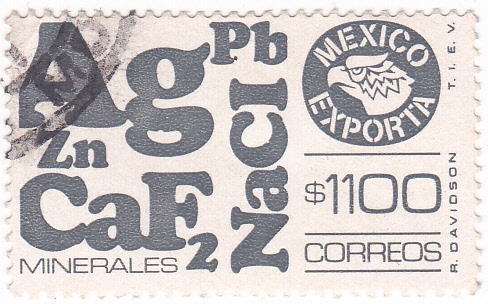 Ag
Pb
Zn
CaF2
NaCl
MINERALES
MEXICO
EXPORTA
$1100
CORREOS
R. DAVIDSON T.I.E.V.